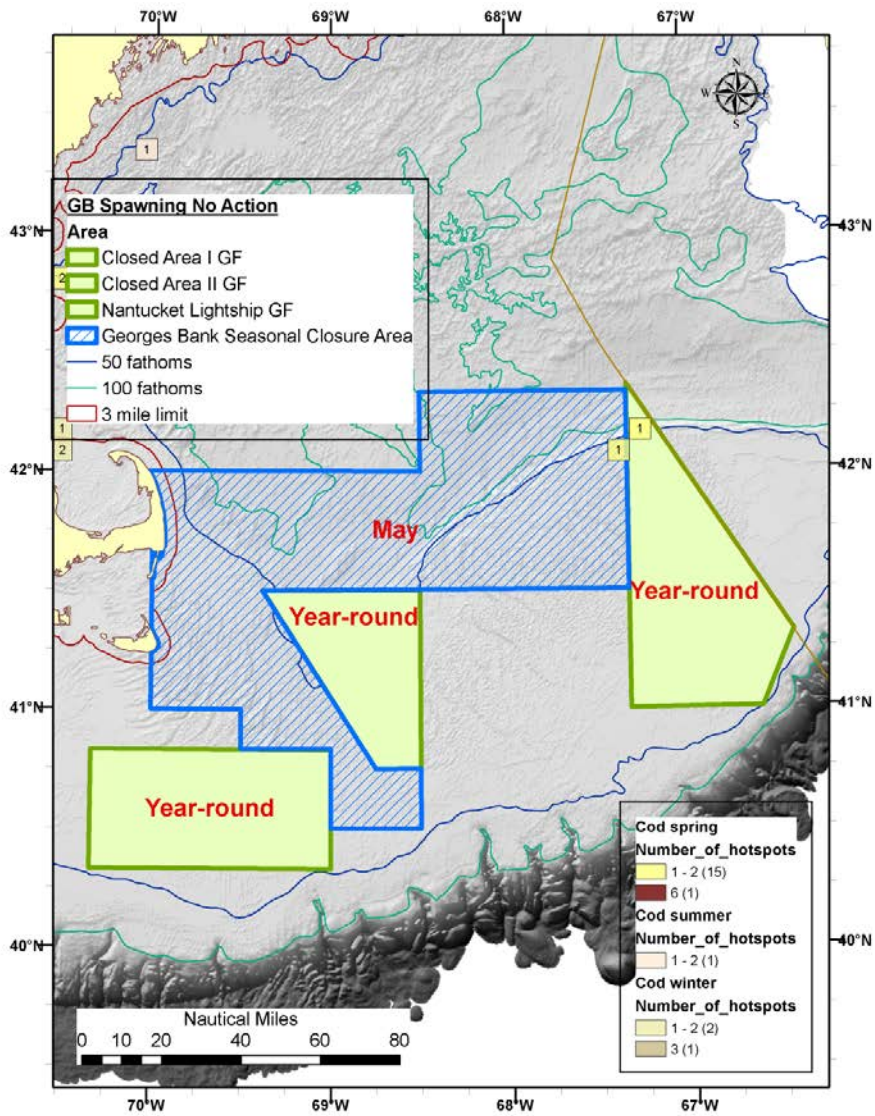 70°W 69°W 68°W 67°W
N
W
S
1
43°N
43°N
GB Spawning No Action
Area
Closed Area I GF
Closed Area II GF
Nantucket Lightship GF
Georges Bank Seasonal Closure Area
50 fathoms
100 fathoms
3 mile limit
2
1
2
1
1
42°N
42°N
May
Year-round
Year-round
41°N
41°N
Year-round
Cod spring
Number_of_hotspots
1 - 2 (15)
6 (1)
Cod summer
Number_of_hotspots
1 - 2 (1)
Cod winter
Number_of_hotspots
1 - 2 (2)
3 (1)
40°N
40°N
Nautical Miles
0 10 20 40 60 80
70°W 69°W 68°W 67°W